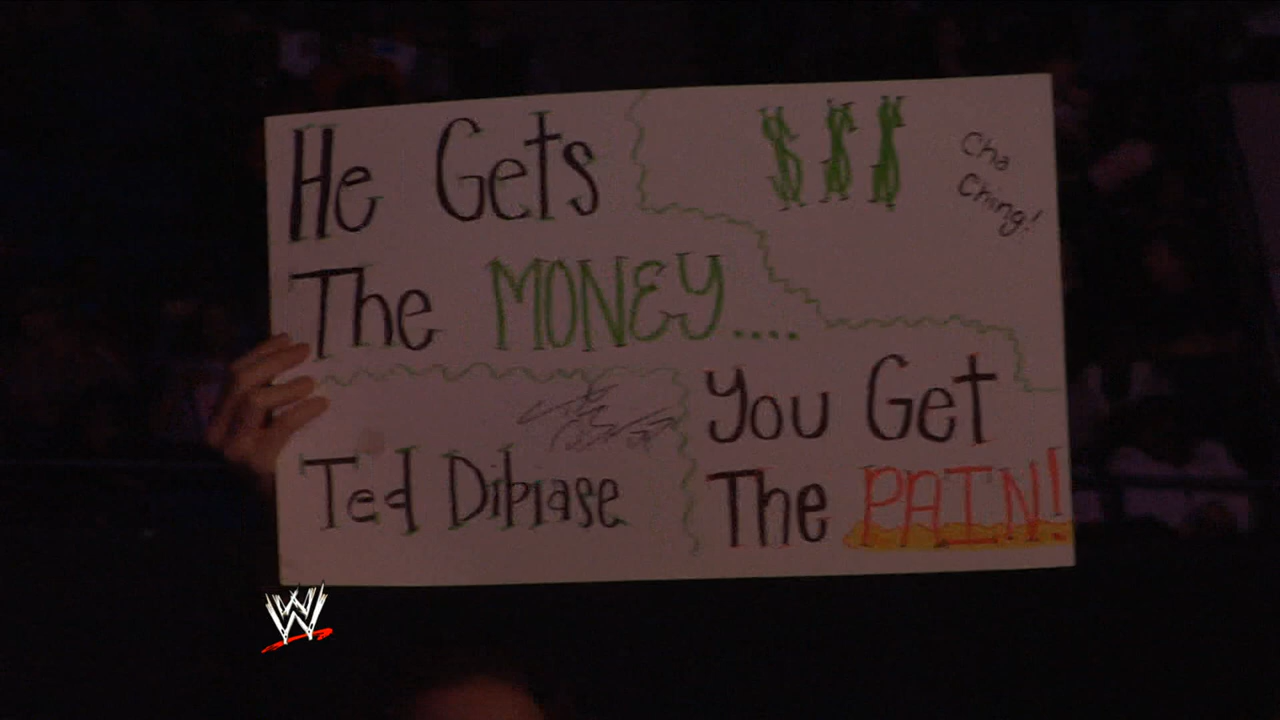 He Gets
The MONEY....
$$$
Cha
Ching!
Ted Dibiase
You Get
The PAIN!
W